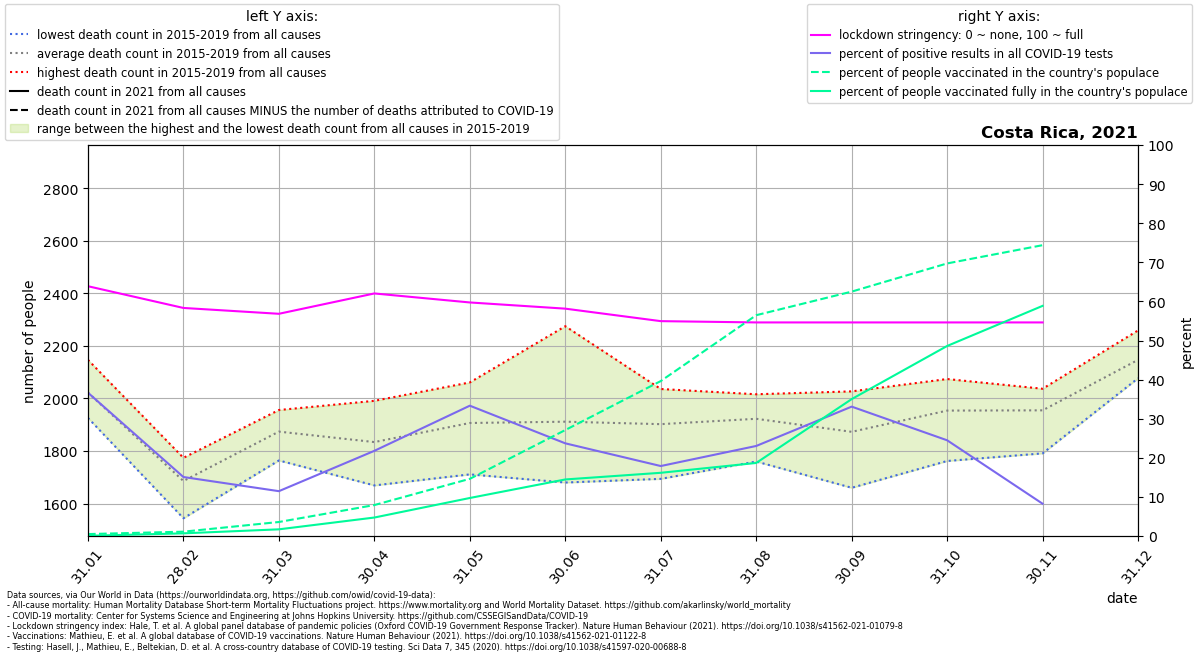 left Y axis:
lowest death count in 2015-2019 from all causes
average death count in 2015-2019 from all causes
highest death count in 2015-2019 from all causes
death count in 2021 from all causes
death count in 2021 from all causes MINUS the number of deaths attributed to COVID-19
range between the highest and the lowest death count from all causes in 2015-2019
right Y axis:
lockdown stringency: 0 ~ none, 100 ~ full
percent of positive results in all COVID-19 tests
percent of people vaccinated in the country's populace
percent of people vaccinated fully in the country's populace
Costa Rica, 2021
number of people
2800
2600
2400
2200
2000
1800
1600
100
90
80
70
60
50
40
30
20
10
0
percent
31.01
28.02
31.03
30.04
31.05
30.06
31.07
31.08
30.09
31.10
30.11
31.12
date
Data sources, via Our World in Data (https://ourworldindata.org, https://github.com/owid/covid-19-data):
- All-cause mortality: Human Mortality Database Short-term Mortality Fluctuations project. https://www.mortality.org and World Mortality Dataset. https://github.com/akarlinsky/world_mortality
- COVID-19 mortality: Center for Systems Science and Engineering at Johns Hopkins University. https://github.com/CSSEGISandData/COVID-19
- Lockdown stringency index: Hale, T. et al. A global panel database of pandemic policies (Oxford COVID-19 Government Response Tracker). Nature Human Behaviour (2021). https://doi.org/10.1038/s41562-021-01079-8
- Vaccinations: Mathieu, E. et al. A global database of COVID-19 vaccinations. Nature Human Behaviour (2021). https://doi.org/10.1038/s41562-021-01122-8
- Testing: Hasell, J., Mathieu, E., Beltekian, D. et al. A cross-country database of COVID-19 testing. Sci Data 7, 345 (2020). https://doi.org/10.1038/s41597-020-00688-8